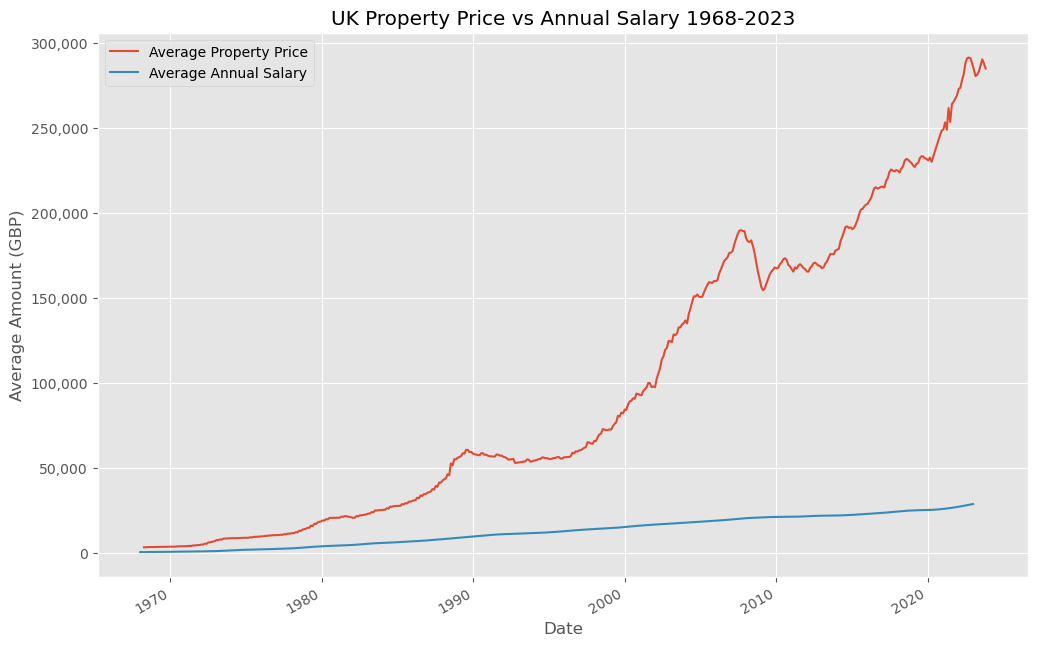 UK Property Price vs Annual Salary 1968-2023
Average Property Price
Average Annual Salary
300,000
250,000
200,000
150,000
100,000
50,000
0
Average Amount (GBP)
1970
1980
1990
2000
2010
2020
Date